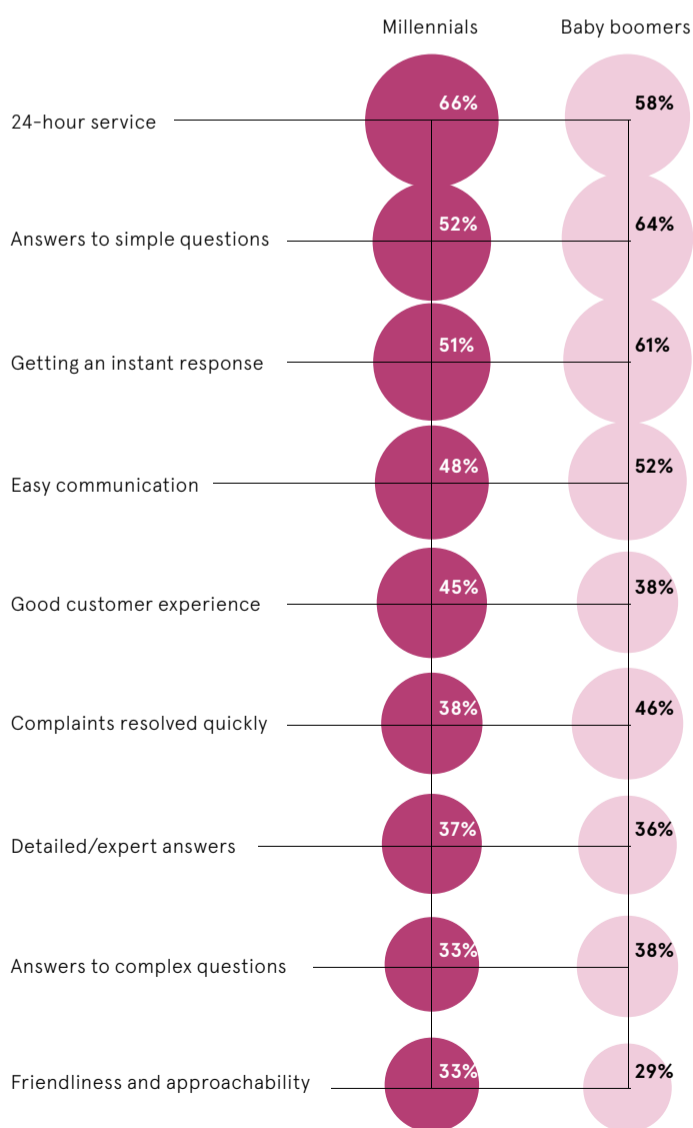 Millennials Baby boomers
24-hour service 66% 58%
Answers to simple questions 52% 64%
Getting an instant response 51% 61%
Easy communication 48% 52%
Good customer experience 45% 38%
Complaints resolved quickly 38% 46%
Detailed/expert answers 37% 36%
Answers to complex questions 33% 38%
Friendliness and approachability 33% 29%